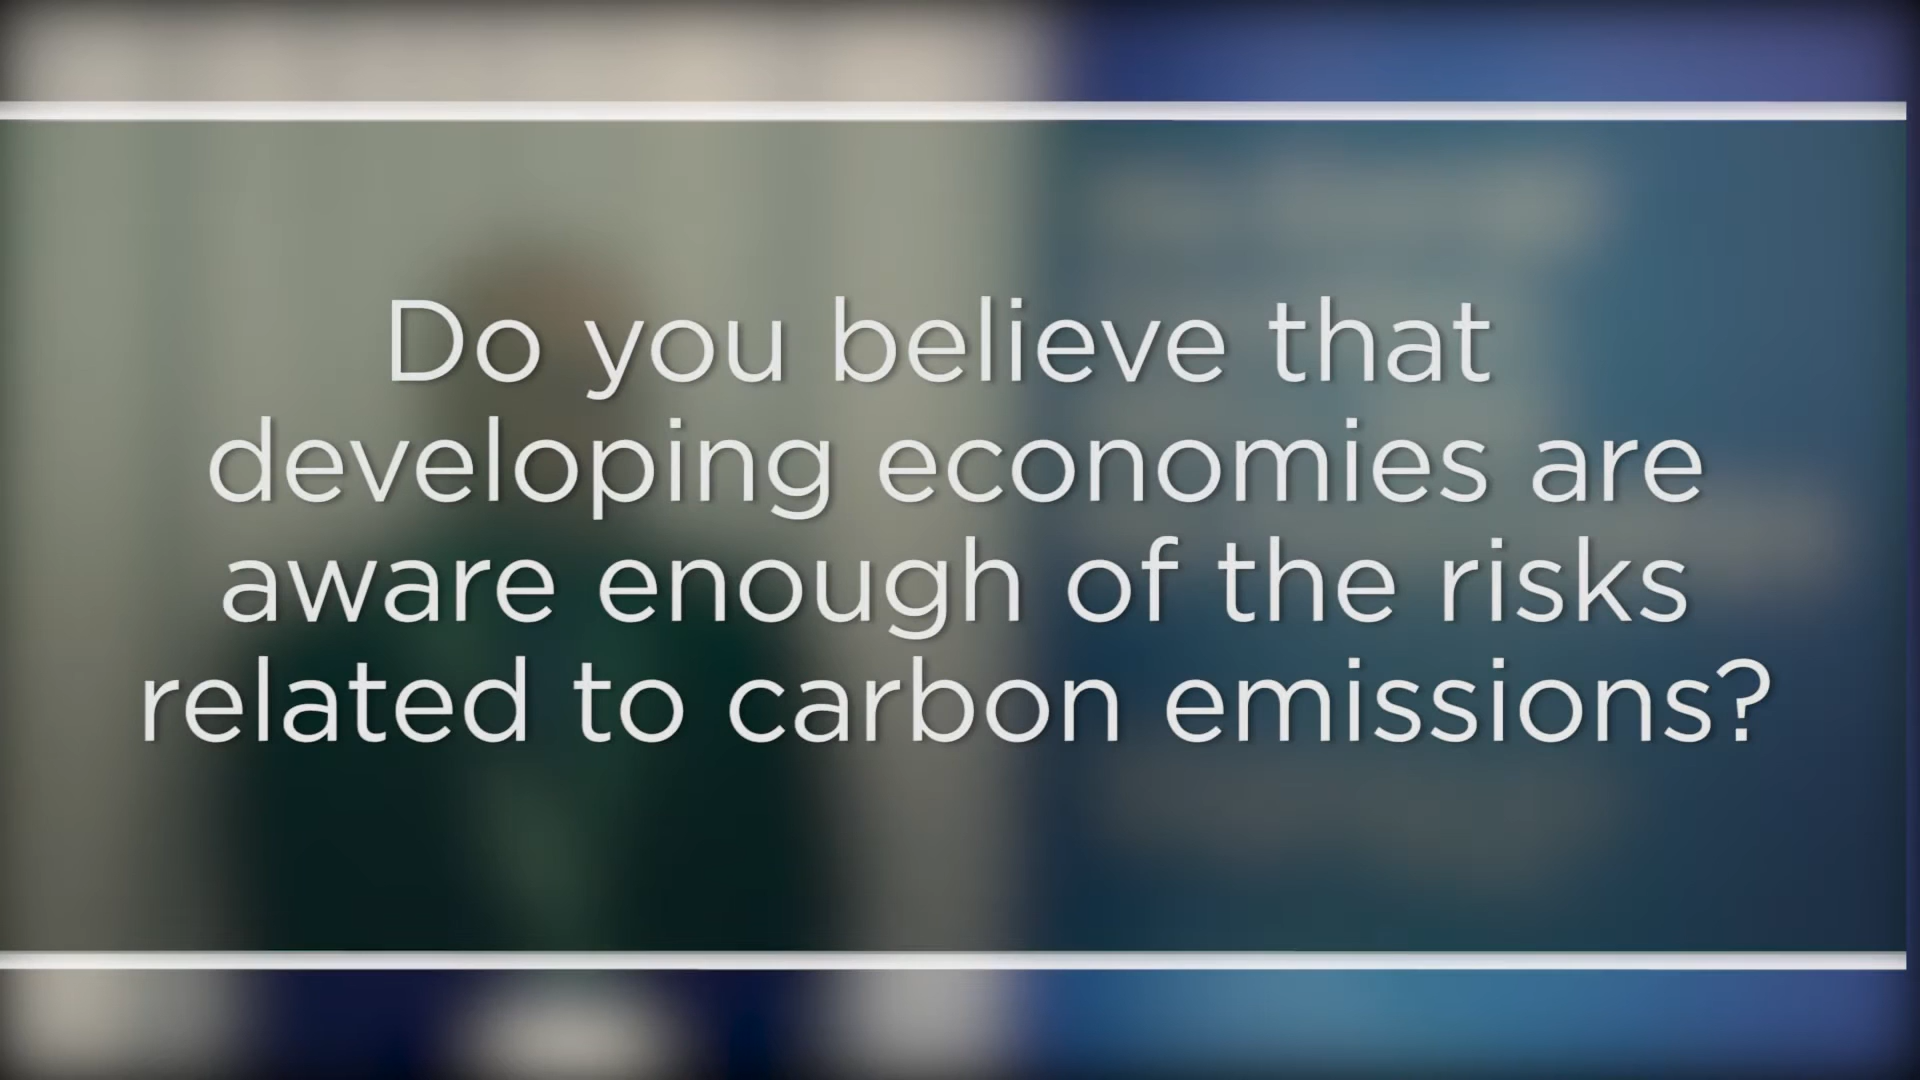 Do you believe that
developing economies are
aware enough of the risks
related to carbon emissions?